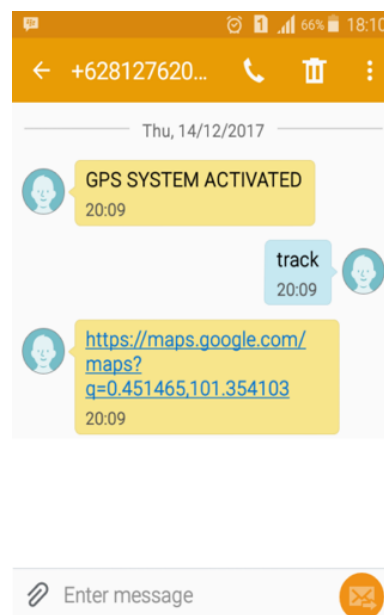 66% 18:10
+628127620...
Thu, 14/12/2017
GPS SYSTEM ACTIVATED
20:09
track
20:09
https://maps.google.com/
maps?
q=0.451465,101.354103
20:09
Enter message